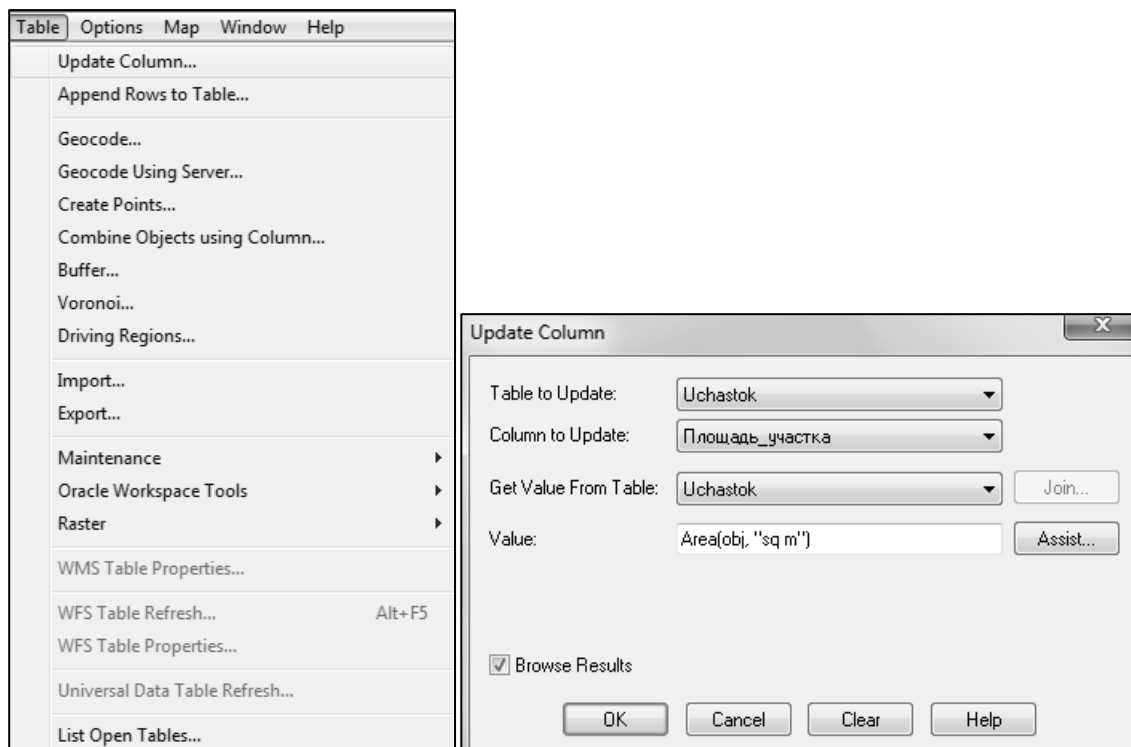 Table Options Map Window Help
Update Column...
Append Rows to Table...
Geocode...
Geocode Using Server...
Create Points...
Combine Objects using Column...
Buffer...
Voronoi...
Driving Regions...
Import...
Export...
Maintenance
Oracle Workspace Tools
Raster
WMS Table Properties...
WFS Table Refresh... Alt+F5
WFS Table Properties...
Universal Data Table Refresh...
List Open Tables...
Update Column
Table to Update: Uchastok
Column to Update: Площадь_участка
Get Value From Table: Uchastok Join...
Value: Area(obj, "sq m") Assist...
Browse Results
OK Cancel Clear Help